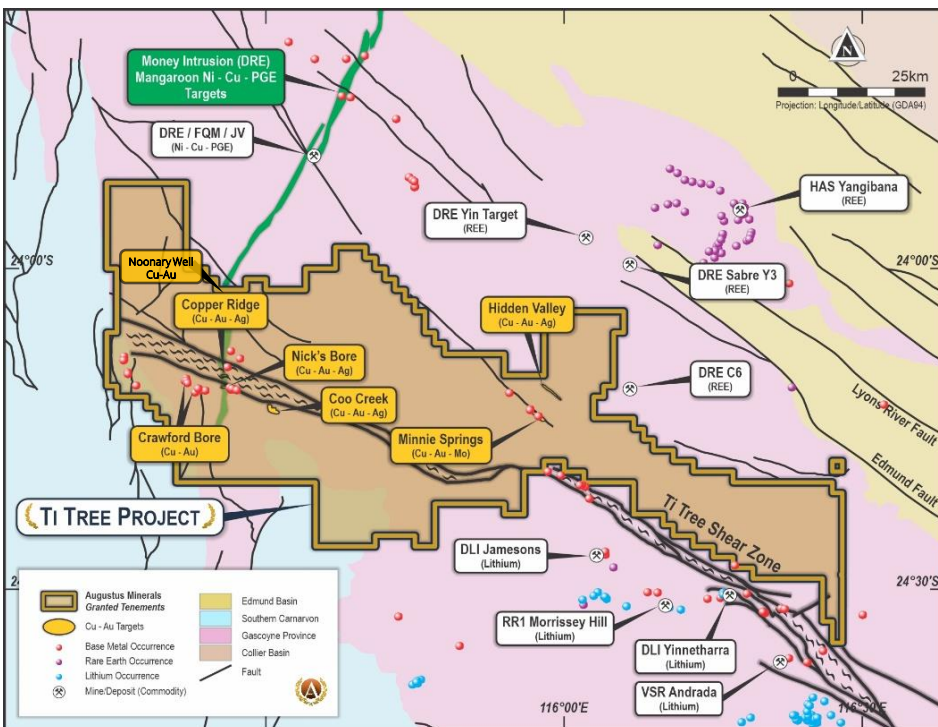 Money Intrusion (DRE)
Mangaroon Ni - Cu - PGE
Targets
N
0 25km
Projection: Longitude/Latitude (GDA94)
DRE / FQM / JV
(Ni - Cu - PGE)
HAS Yangibana
(REE)
DRE Yin Target
(REE)
24°00'S
24°00'S
Noonary Well
Cu-Au
DRE Sabre Y3
(REE)
Copper Ridge
(Cu - Au - Ag)
Hidden Valley
(Cu - Au - Ag)
Nick's Bore
(Cu - Au - Ag)
DRE C6
(REE)
Coo Creek
(Cu - Au - Ag)
Lyons River Fault
Crawford Bore
(Cu - Au)
Minnie Springs
(Cu - Au - Mo)
Edmund Fault
TI TREE PROJECT
Ti Tree Shear Zone
DLI Jamesons
(Lithium)
24°30'S
RR1 Morrissey Hill
(Lithium)
DLI Yinnetharra
(Lithium)
VSR Andrada
(Lithium)
Augustus Minerals
Granted Tenements
Cu - Au Targets
Base Metal Occurrence
Rare Earth Occurrence
Lithium Occurrence
Mine/Deposit (Commodity)
Edmund Basin
Southern Carnarvon
Gascoyne Province
Collier Basin
Fault
116°00'E
116°30'E